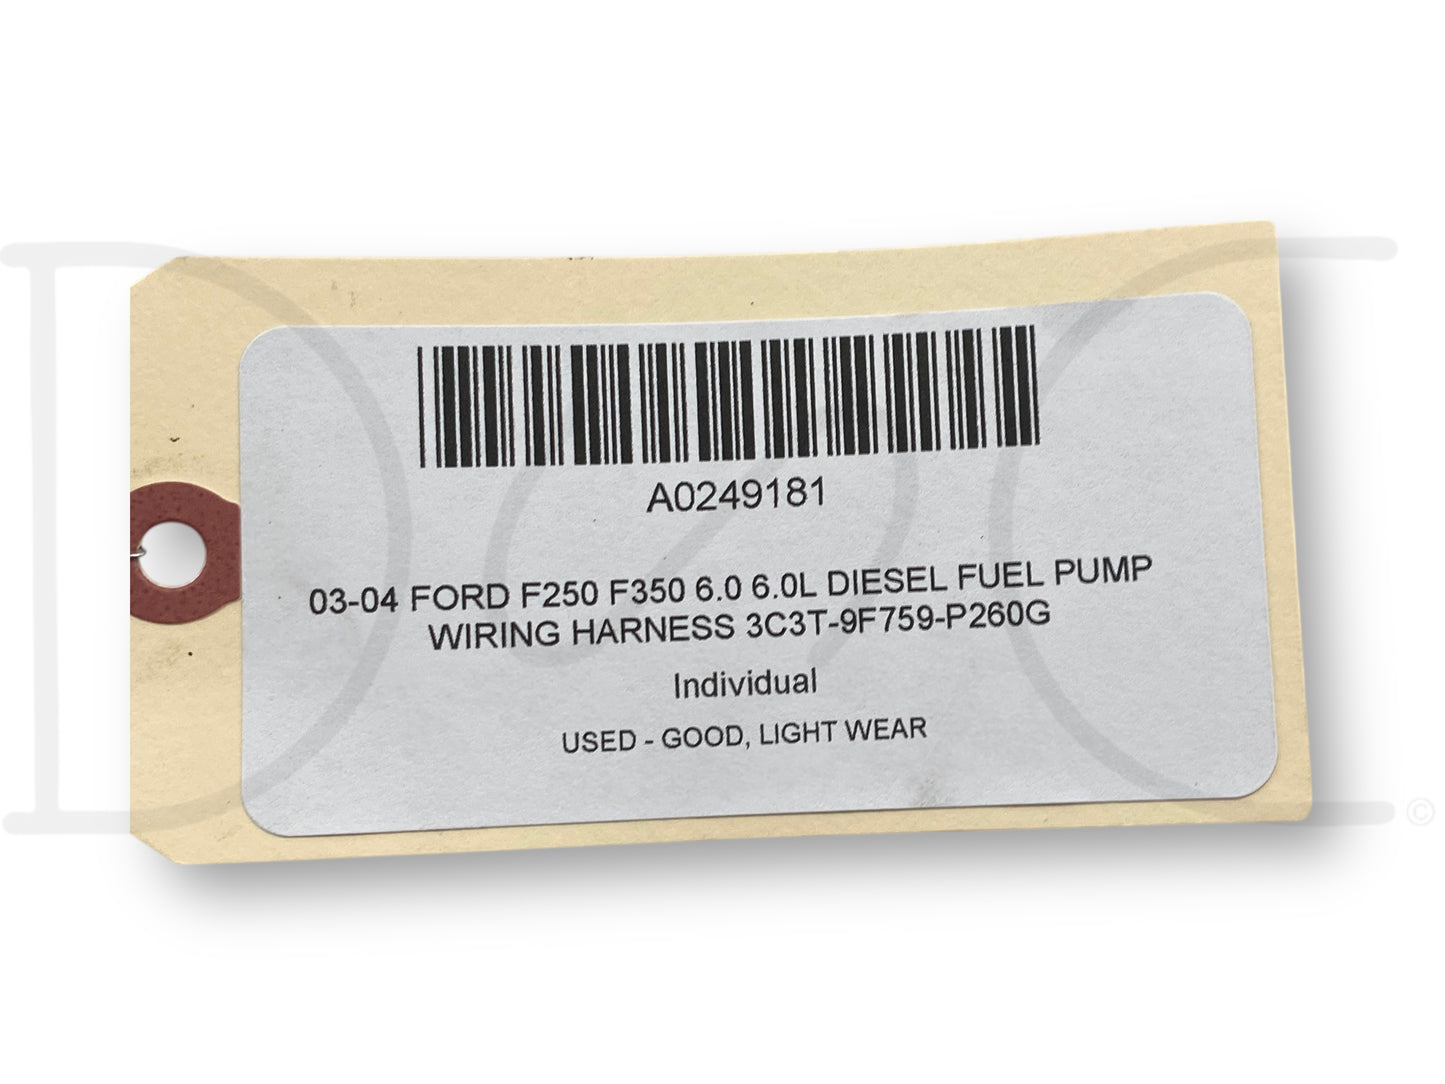 A0249181
03-04 FORD F250 F350 6.0 6.0L DIESEL FUEL PUMP
WIRING HARNESS 3C3T-9F759-P260G
Individual
USED - GOOD, LIGHT WEAR
©